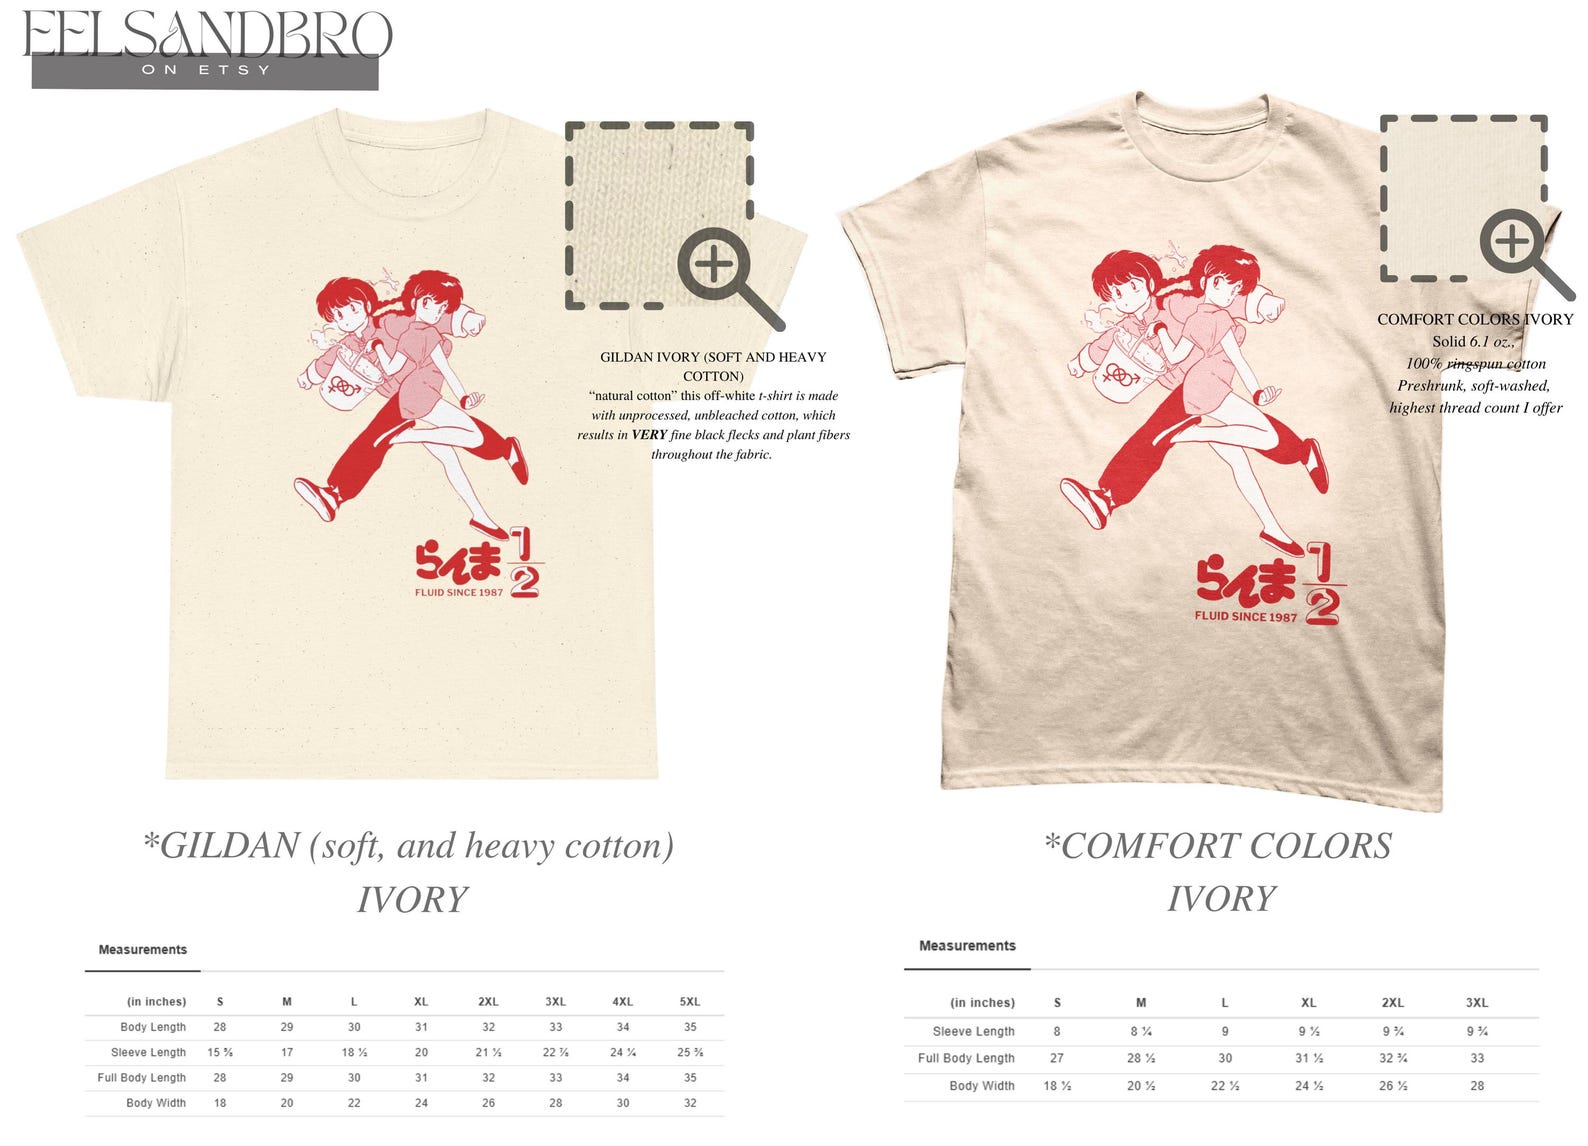 EELSANDBRO
ON ETSY
GILDAN IVORY (SOFT AND HEAVY
COTTON)
“natural cotton” this off-white t-shirt is made
with unprocessed, unbleached cotton, which
results in VERY fine black flecks and plant fibers
throughout the fabric.
COMFORT COLORS IVORY
Solid 6.1 oz.,
100% ringspun cotton
Preshrunk, soft-washed,
highest thread count I offer
らんま 1/2
FLUID SINCE 1987
らんま 1/2
FLUID SINCE 1987
*GILDAN (soft, and heavy cotton)
IVORY
*COMFORT COLORS
IVORY
Measurements
(in inches) S M L XL 2XL 3XL 4XL 5XL
Body Length 28 29 30 31 32 33 34 35
Sleeve Length 15 ⅝ 17 18 ½ 20 21 ½ 22 ⅞ 24 ¼ 25 ⅜
Full Body Length 28 29 30 31 32 33 34 35
Body Width 18 20 22 24 26 28 30 32
Measurements
(in inches) S M L XL 2XL 3XL
Sleeve Length 8 8 ¼ 9 9 ½ 9 ¾ 9 ¾
Full Body Length 27 28 ½ 30 31 ½ 32 ¾ 33
Body Width 18 ½ 20 ½ 22 ½ 24 ½ 26 ½ 28